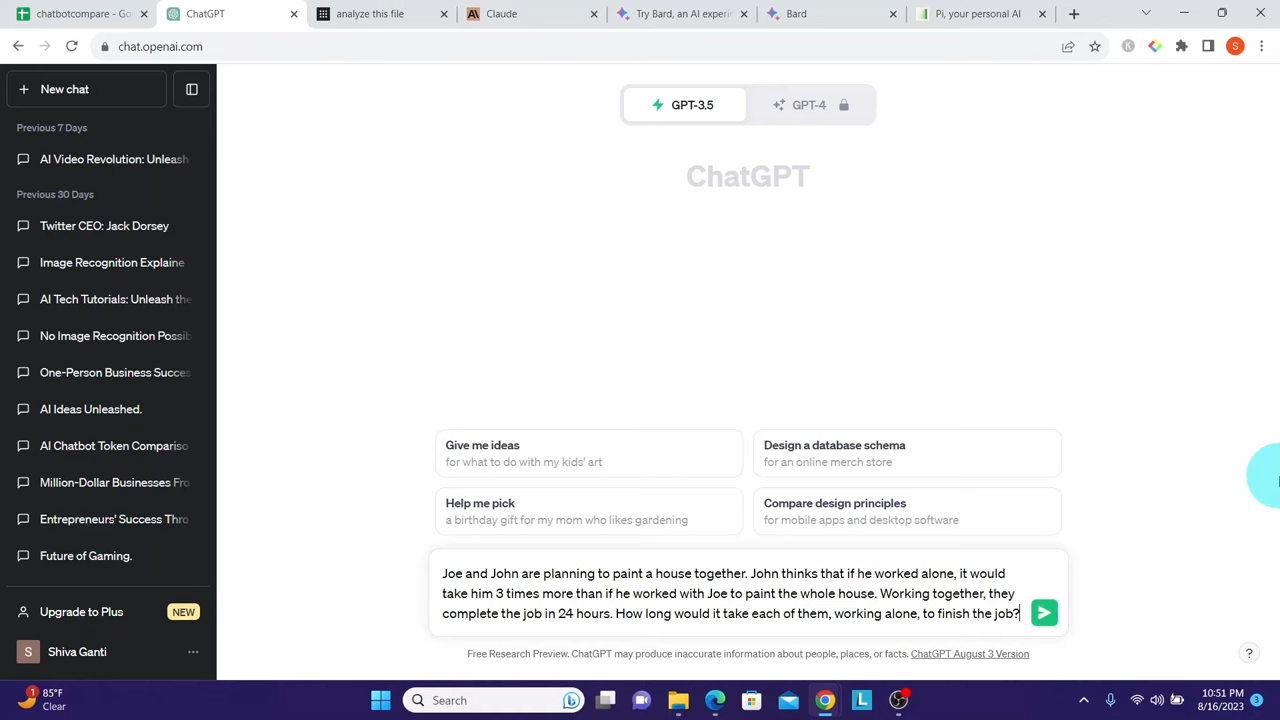 chatbotcompare - Go
ChatGPT
analyze this file
Claude
Try Bard, an AI experi
Bard
Pi, your personal AI
chat.openai.com
S
New chat
GPT-3.5
GPT-4
Previous 7 Days
ChatGPT
AI Video Revolution: Unleash
Previous 30 Days
Twitter CEO: Jack Dorsey
Image Recognition Explaine
AI Tech Tutorials: Unleash the
No Image Recognition Possib
One-Person Business Succes
AI Ideas Unleashed.
AI Chatbot Token Compariso
Million-Dollar Businesses Fro
Entrepreneurs' Success Thro
Future of Gaming.
Upgrade to Plus
NEW
S
Shiva Ganti
Give me ideas
for what to do with my kids' art
Design a database schema
for an online merch store
Help me pick
a birthday gift for my mom who likes gardening
Compare design principles
for mobile apps and desktop software
Joe and John are planning to paint a house together. John thinks that if he worked alone, it would
take him 3 times more than if he worked with Joe to paint the whole house. Working together, they
complete the job in 24 hours. How long would it take each of them, working alone, to finish the job?
Free Research Preview. ChatGPT may produce inaccurate information about people, places, or facts. ChatGPT August 3 Version
?
1
85°F
Clear
Search
L
10:51 PM
8/16/2023
3